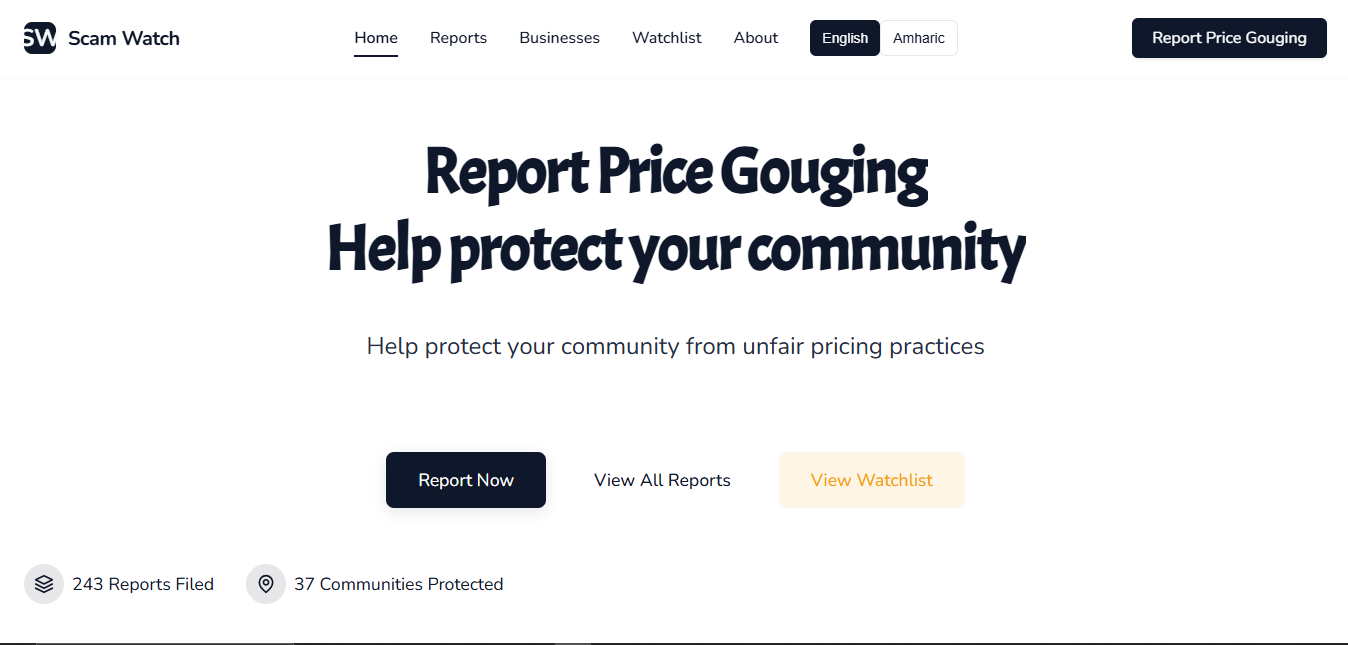 SW Scam Watch Home Reports Businesses Watchlist About English Amharic Report Price Gouging
Report Price Gouging
Help protect your community
Help protect your community from unfair pricing practices
Report Now View All Reports View Watchlist
243 Reports Filed 37 Communities Protected